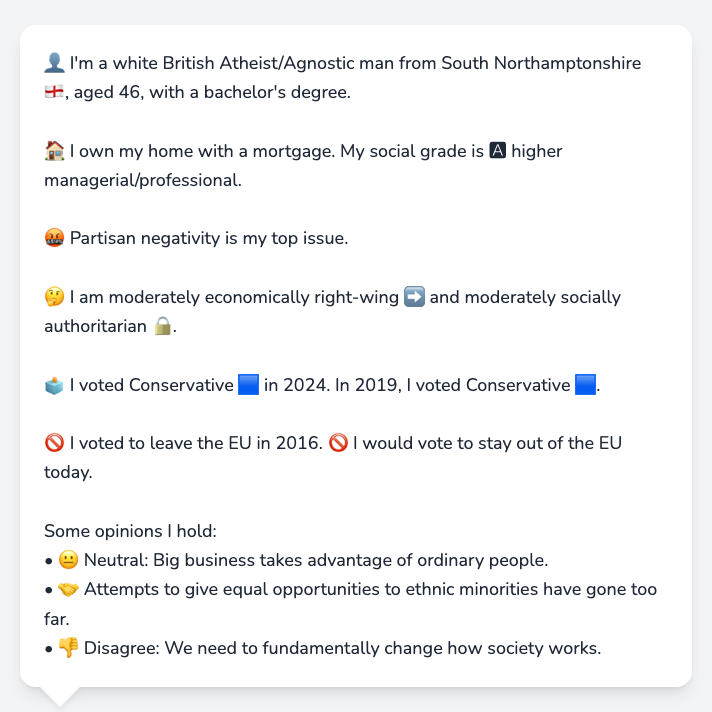 👤 I'm a white British Atheist/Agnostic man from South Northamptonshire
🏴󠁧󠁢󠁥󠁮󠁧󠁿, aged 46, with a bachelor's degree.
🏠 I own my home with a mortgage. My social grade is 🅰 higher
managerial/professional.
🤬 Partisan negativity is my top issue.
🤔 I am moderately economically right-wing ➡️ and moderately socially
authoritarian 🔒.
🗳️ I voted Conservative 🟦 in 2024. In 2019, I voted Conservative 🟦.
🚫 I voted to leave the EU in 2016. 🚫 I would vote to stay out of the EU
today.
Some opinions I hold:
• 😐 Neutral: Big business takes advantage of ordinary people.
• 🤝 Attempts to give equal opportunities to ethnic minorities have gone too
far.
• 👎 Disagree: We need to fundamentally change how society works.